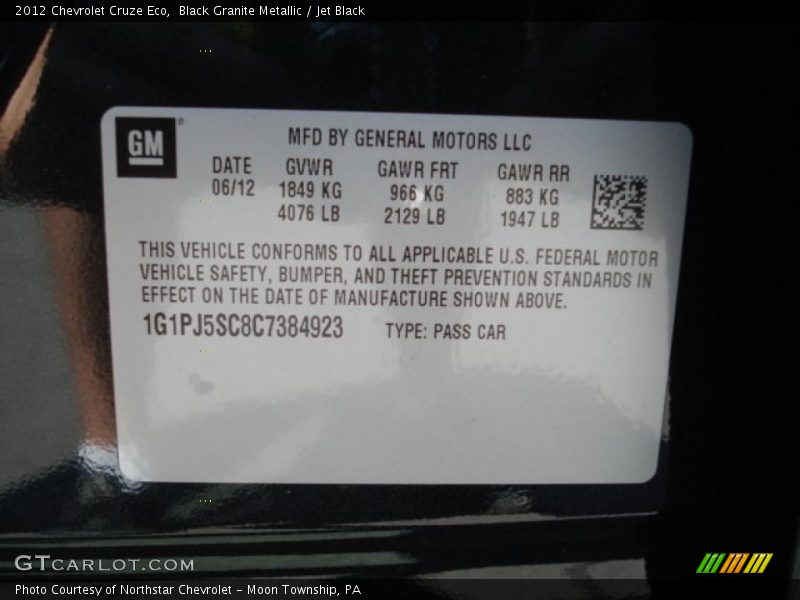 2012 Chevrolet Cruze Eco,  Black Granite Metallic / Jet Black
GM®
MFD BY GENERAL MOTORS LLC
DATE GVWR GAWR FRT GAWR RR
06/12 1849 KG 966 KG 883 KG
4076 LB 2129 LB 1947 LB
THIS VEHICLE CONFORMS TO ALL APPLICABLE U.S. FEDERAL MOTOR
VEHICLE SAFETY, BUMPER, AND THEFT PREVENTION STANDARDS IN
EFFECT ON THE DATE OF MANUFACTURE SHOWN ABOVE.
1G1PJ5SC8C7384923 TYPE: PASS CAR
GTCARLOT.COM
Photo Courtesy of Northstar Chevrolet - Moon Township, PA